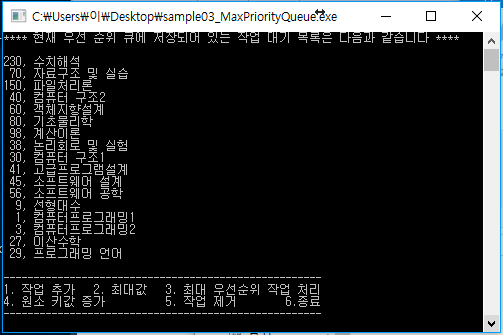 C:\Users\이\Desktop\sample03_MaxPriorityQueue.exe
**** 현재 우선 순위 큐에 저장되어 있는 작업 대기 목록은 다음과 같습니다 ****
230, 수치해석
70, 자료구조 및 실습
150, 파일처리론
40, 컴퓨터 구조2
60, 객체지향설계
80, 기초물리학
98, 계산이론
38, 논리회로 및 실험
30, 컴퓨터 구조1
41, 고급프로그램설계
45, 소프트웨어 설계
56, 소프트웨어 공학
9, 선형대수
1, 컴퓨터프로그래밍1
3, 컴퓨터프로그래밍2
27, 이산수학
29, 프로그래밍 언어
--------------------------------------------
1. 작업 추가 2. 최대값 3. 최대 우선순위 작업 처리
4. 원소 키값 증가 5. 작업 제거 6.종료
--------------------------------------------